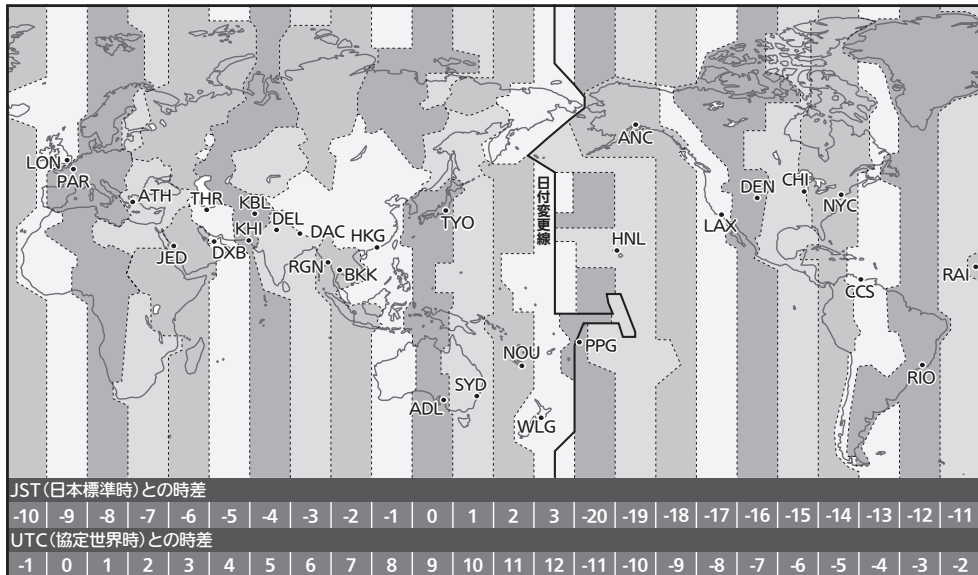 LON
PAR
ATH
THR
KBL
DEL
KHI
DAC
HKG
JED
DXB
RGN
BKK
TYO
日付変更線
ANC
HNL
LAX
DEN
CHI
NYC
CCS
RAI
NOU
PPG
SYD
ADL
WLG
RIO
JST(日本標準時)との時差
-10 -9 -8 -7 -6 -5 -4 -3 -2 -1 0 1 2 3 -20 -19 -18 -17 -16 -15 -14 -13 -12 -11
UTC(協定世界時)との時差
-1 0 1 2 3 4 5 6 7 8 9 10 11 12 -11 -10 -9 -8 -7 -6 -5 -4 -3 -2